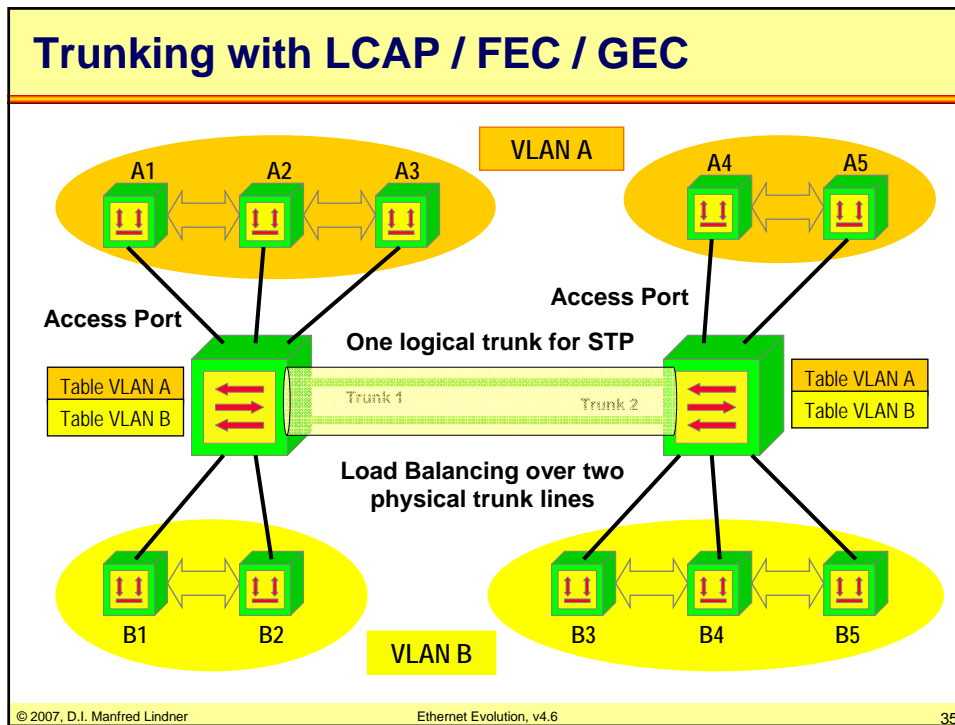 Trunking with LCAP / FEC / GEC
VLAN A
A1
A2
A3
A4
A5
Access Port
Access Port
One logical trunk for STP
Table VLAN A
Table VLAN B
Trunk 1
Trunk 2
Table VLAN A
Table VLAN B
Load Balancing over two
physical trunk lines
B1
B2
B3
B4
B5
VLAN B
© 2007, D.I. Manfred Lindner
Ethernet Evolution, v4.6
35